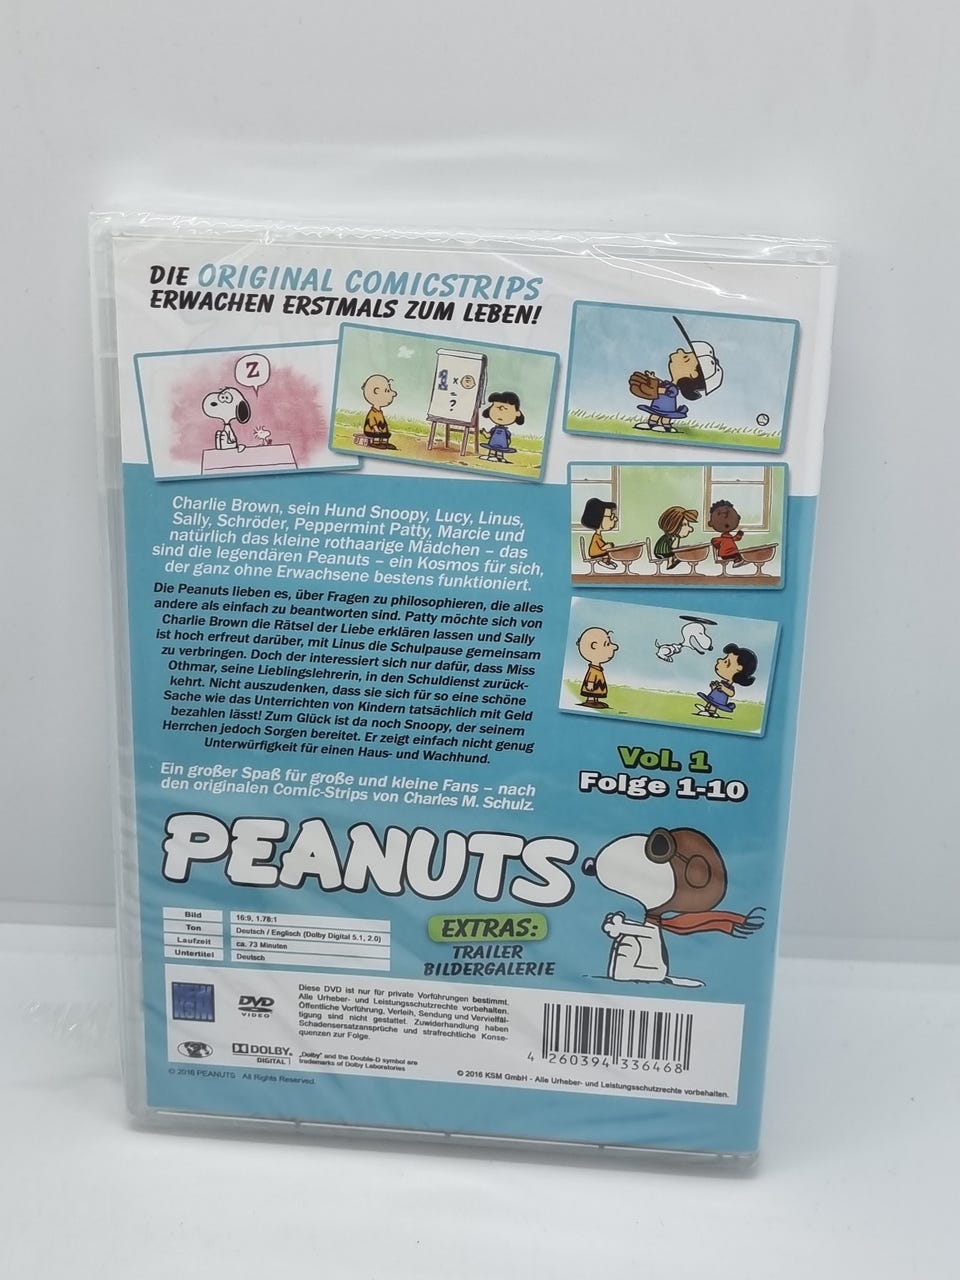 DIE ORIGINAL COMICSTRIPS
ERWACHEN ERSTMALS ZUM LEBEN!
Z
1 x
= ?
Charlie Brown, sein Hund Snoopy, Lucy, Linus,
Sally, Schröder, Peppermint Patty, Marcie und
natürlich das kleine rothaarige Mädchen – das
sind die legendären Peanuts – ein Kosmos für sich,
der ganz ohne Erwachsene bestens funktioniert.
Die Peanuts lieben es, über Fragen zu philosophieren, die alles
andere als einfach zu beantworten sind. Patty möchte sich von
Charlie Brown die Rätsel der Liebe erklären lassen und Sally
ist hoch erfreut darüber, mit Linus die Schulpause gemeinsam
zu verbringen. Doch der interessiert sich nur dafür, dass Miss
Othmar, seine Lieblingslehrerin, in den Schuldienst zurück-
kehrt. Nicht auszudenken, dass sie sich für so eine schöne
Sache wie das Unterrichten von Kindern tatsächlich mit Geld
bezahlen lässt! Zum Glück ist da noch Snoopy, der seinem
Herrchen jedoch Sorgen bereitet. Er zeigt einfach nicht genug
Unterwürfigkeit für einen Haus- und Wachhund.
Ein großer Spaß für große und kleine Fans – nach
den originalen Comic-Strips von Charles M. Schulz.
Vol. 1
Folge 1-10
PEANUTS
Bild 16:9, 1.78:1
Ton Deutsch / Englisch (Dolby Digital 5.1, 2.0)
Laufzeit ca. 73 Minuten
Untertitel Deutsch
EXTRAS:
TRAILER
BILDERGALERIE
NEW
KSM
DVD
VIDEO
Diese DVD ist nur für private Vorführungen bestimmt.
Alle Urheber- und Leistungsschutzrechte vorbehalten.
Öffentliche Vorführung, Verleih, Sendung und Vervielfäl-
tigung sind nicht gestattet. Zuwiderhandlung haben
Schadensersatzansprüche und strafrechtliche Konse-
quenzen zur Folge.
2
DOLBY
DIGITAL
„Dolby" and the Double-D symbol are
trademarks of Dolby Laboratories
4 260394 336468
© 2016 PEANUTS · All Rights Reserved.
© 2016 KSM GmbH - Alle Urheber- und Leistungsschutzrechte vorbehalten.